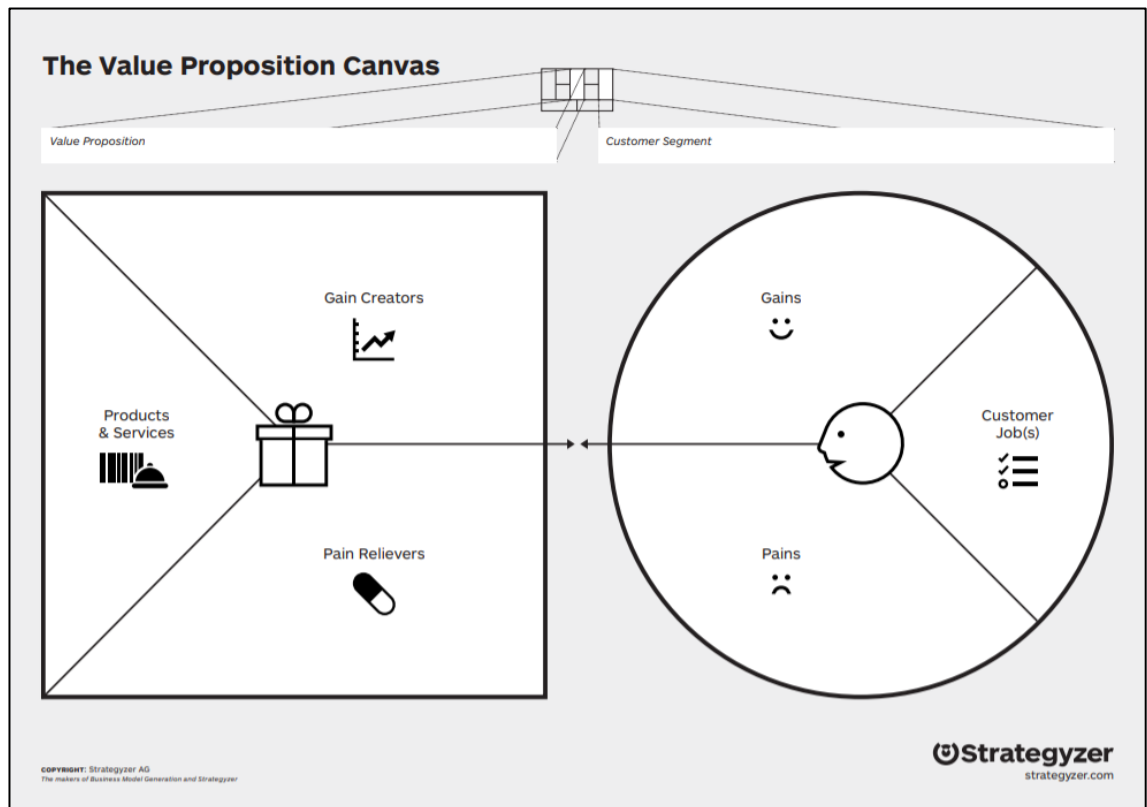 The Value Proposition Canvas
Value Proposition
Customer Segment
Gain Creators
Gains
Products
& Services
Customer
Job(s)
Pain Relievers
Pains
COPYRIGHT: Strategyzer AG
The makers of Business Model Generation and Strategyzer
Strategyzer
strategyzer.com